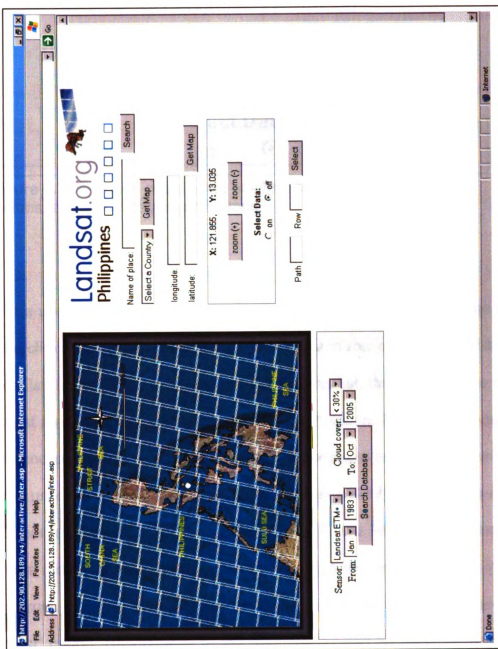 http://202.90.128.189/v4/interactive/inter.asp - Microsoft Internet Explorer
File Edit View Favorites Tools Help
Address http://202.90.128.189/v4/interactive/inter.asp Go
SOUTH
CHINA
SEA
STRAIT
PHILIPPINES
SULU SEA
PHILIPPINE
SEA
Sensor: Landsat ETM+ Cloud cover: < 30%
From: Jan 1983 To: Oct 2005
Search Database
Landsat.org
Philippines
Name of place: Search
Select a Country Get Map
longitude:
latitude: Get Map
X: 121.855, Y: 13.035
zoom (+) zoom (-)
Select Data:
on off
Path Row Select
Done Internet